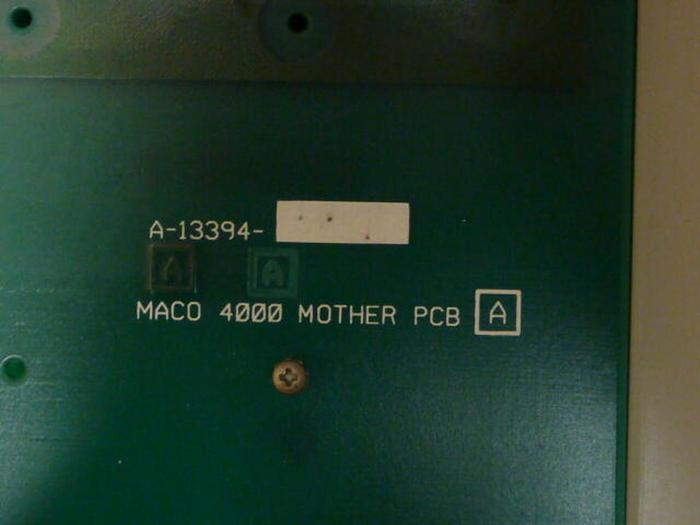 A-13394-
A A
MACO 4000 MOTHER PCB A